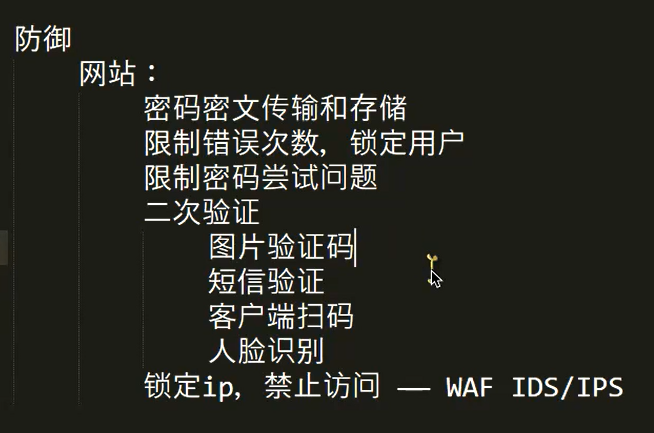 防御
网站：
密码密文传输和存储
限制错误次数，锁定用户
限制密码尝试问题
二次验证
图片验证码
短信验证
客户端扫码
人脸识别
锁定ip，禁止访问 —— WAF IDS/IPS